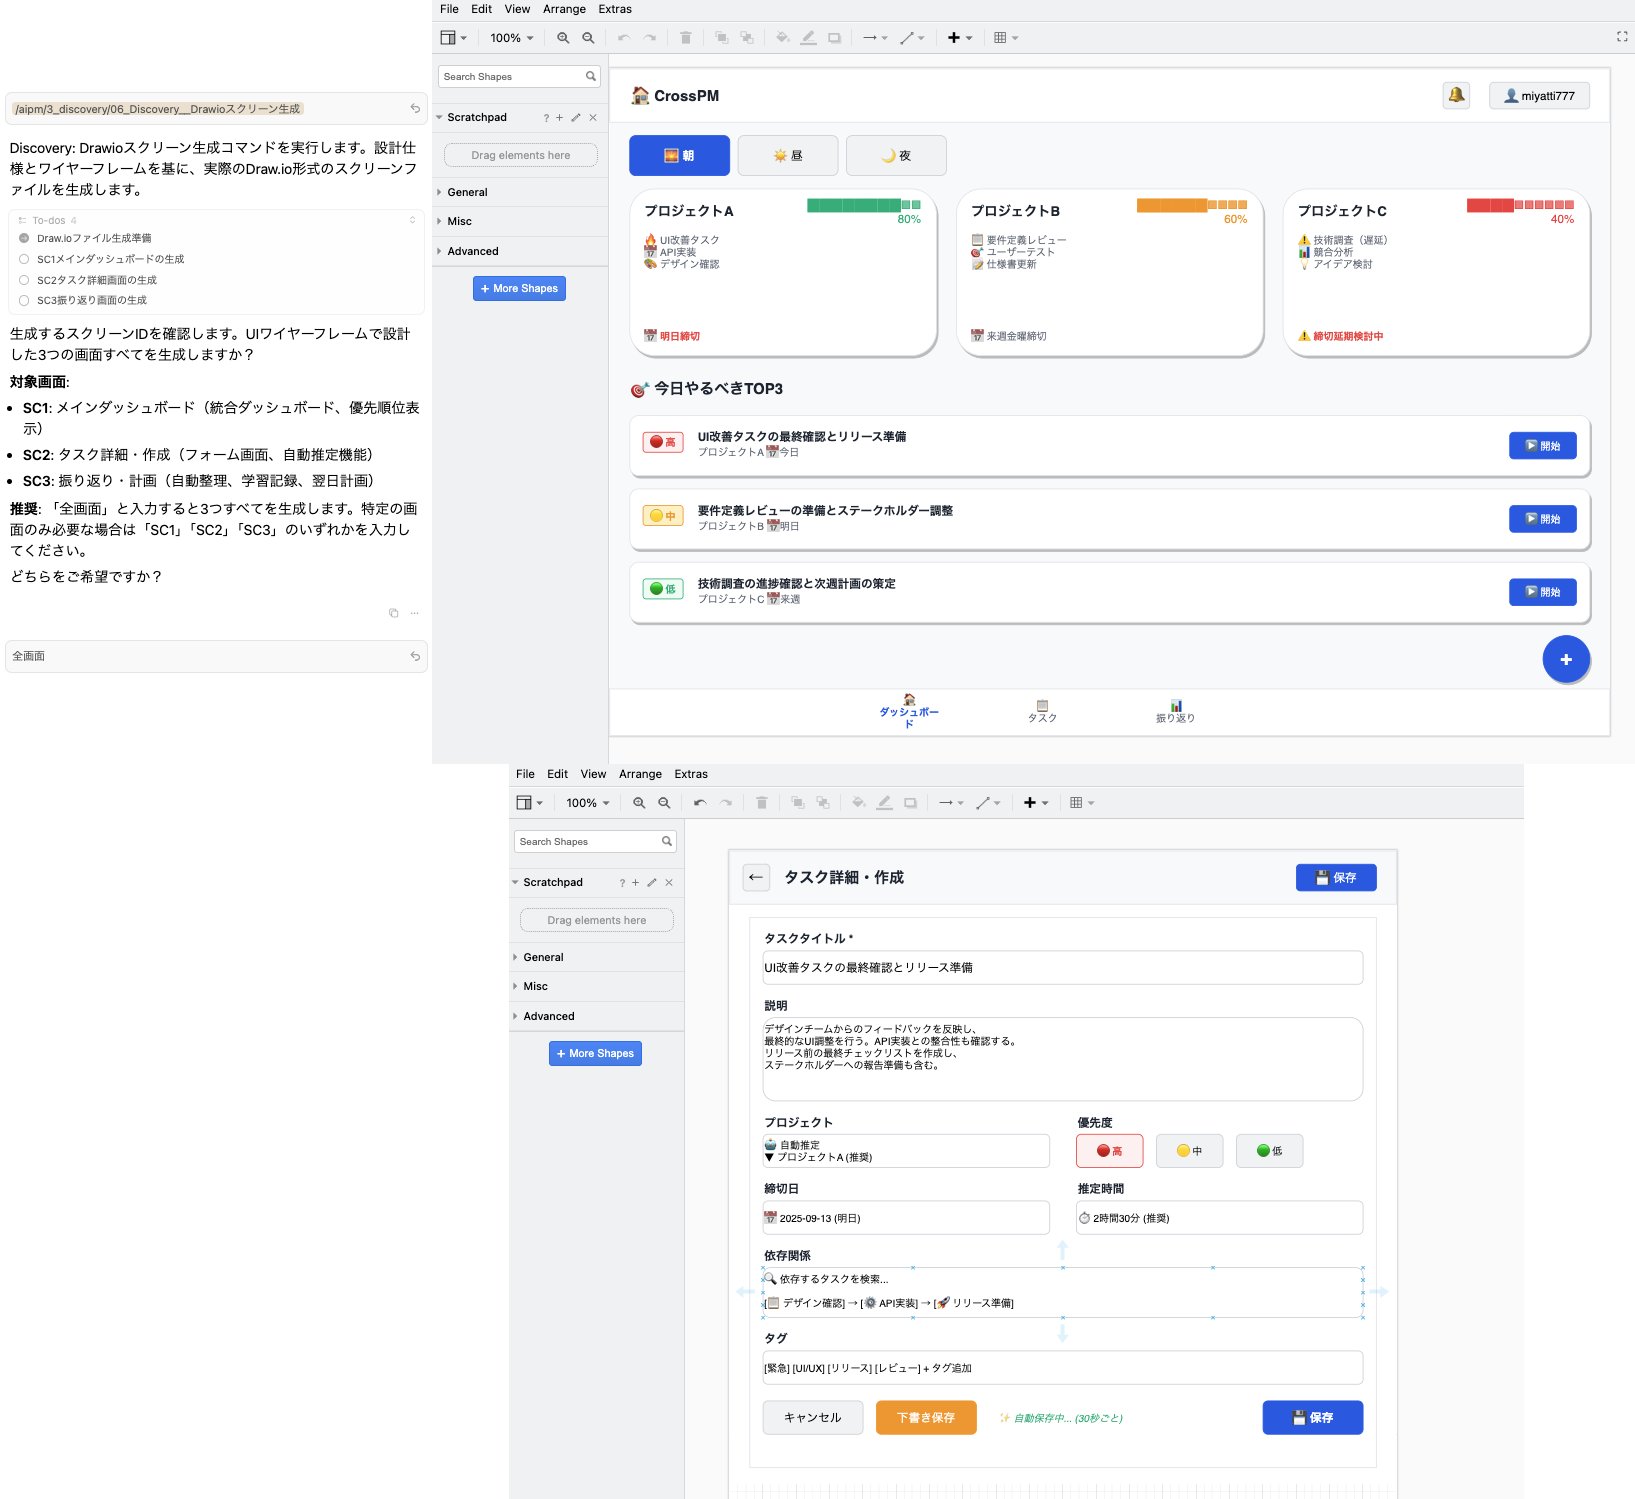 /aipm/3_discovery/06_Discovery__Drawioスクリーン生成
Discovery: Drawioスクリーン生成コマンドを実行します。設計仕
様とワイヤーフレームを基に、実際のDraw.io形式のスクリーンフ
ァイルを生成します。
To-dos 4
Draw.ioファイル生成準備
SC1メインダッシュボードの生成
SC2タスク詳細画面の生成
SC3振り返り画面の生成
生成するスクリーンIDを確認します。UIワイヤーフレームで設計
した3つの画面すべてを生成しますか？
対象画面:
• SC1: メインダッシュボード（統合ダッシュボード、優先順位表
示）
• SC2: タスク詳細・作成（フォーム画面、自動推定機能）
• SC3: 振り返り・計画（自動整理、学習記録、翌日計画）
推奨: 「全画面」と入力すると3つすべてを生成します。特定の画
面のみ必要な場合は「SC1」「SC2」「SC3」のいずれかを入力し
てください。
どちらをご希望ですか？
全画面
File Edit View Arrange Extras
100%
Search Shapes
Scratchpad
Drag elements here
General
Misc
Advanced
+ More Shapes
🏠 CrossPM
🔔
👤 miyatti777
🌅 朝
☀️ 昼
🌙 夜
プロジェクトA
80%
🔥 UI改善タスク
📅 API実装
🎨 デザイン確認
📅 明日締切
プロジェクトB
60%
📋 要件定義レビュー
🎯 ユーザーテスト
📝 仕様書更新
📅 来週金曜締切
プロジェクトC
40%
⚠️ 技術調査（遅延）
📊 競合分析
💡 アイデア検討
⚠️ 締切延期検討中
🎯 今日やるべきTOP3
🔴 高
UI改善タスクの最終確認とリリース準備
プロジェクトA 📅今日
▶️ 開始
🟡 中
要件定義レビューの準備とステークホルダー調整
プロジェクトB 📅明日
▶️ 開始
🟢 低
技術調査の進捗確認と次週計画の策定
プロジェクトC 📅来週
▶️ 開始
+
🏠
ダッシュボー
ド
📋
タスク
📊
振り返り
File Edit View Arrange Extras
100%
Search Shapes
Scratchpad
Drag elements here
General
Misc
Advanced
+ More Shapes
← タスク詳細・作成
💾 保存
タスクタイトル *
UI改善タスクの最終確認とリリース準備
説明
デザインチームからのフィードバックを反映し、
最終的なUI調整を行う。API実装との整合性も確認する。
リリース前の最終チェックリストを作成し、
ステークホルダーへの報告準備も含む。
プロジェクト
🤖 自動推定
▼ プロジェクトA (推奨)
優先度
🔴 高
🟡 中
🟢 低
締切日
📅 2025-09-13 (明日)
推定時間
⏱ 2時間30分 (推奨)
依存関係
🔍 依存するタスクを検索...
[📋 デザイン確認] → [⚙️ API実装] → [🚀 リリース準備]
タグ
[緊急] [UI/UX] [リリース] [レビュー] + タグ追加
キャンセル
下書き保存
✨ 自動保存中... (30秒ごと)
💾 保存